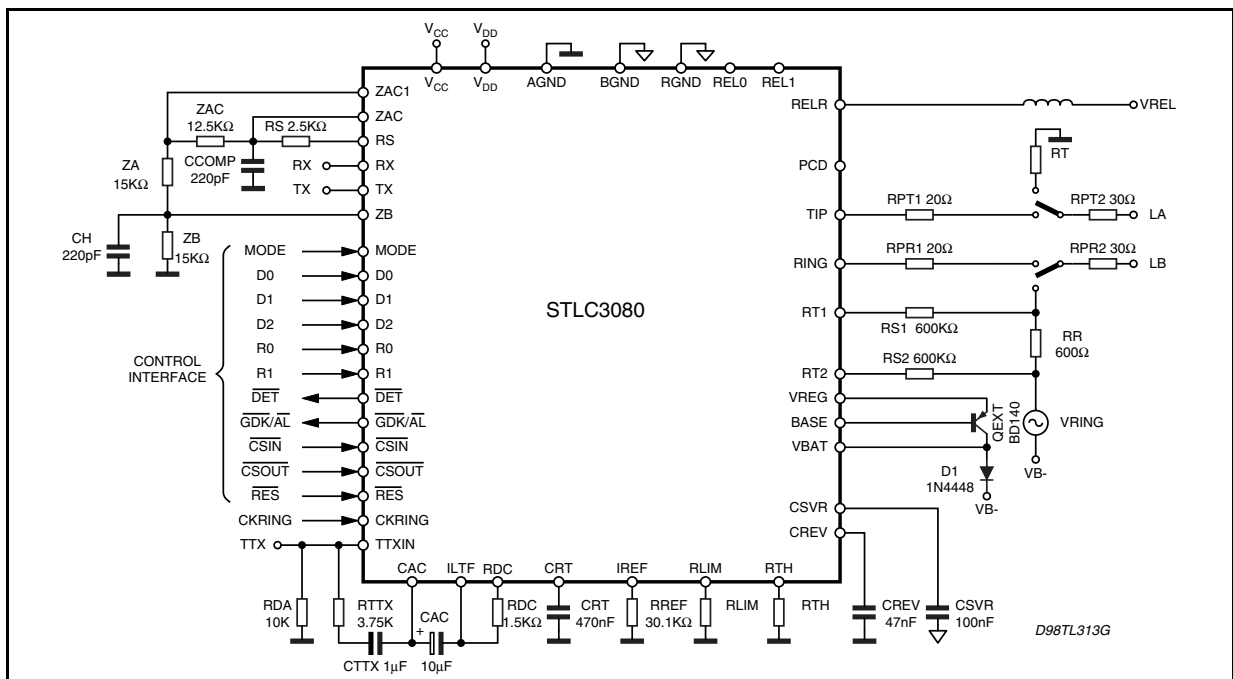 V_CC V_DD
V_CC V_DD AGND BGND RGND REL0 REL1
ZAC1
ZAC
RS
RX
TX
ZB
MODE
D0
D1
D2
R0
R1
DET
GDK/AL
CSIN
CSOUT
RES
CKRING
TTXIN
ZAC
12.5KΩ
RS 2.5KΩ
CCOMP
220pF
ZA
15KΩ
RX
TX
CH
220pF
ZB
15KΩ
CONTROL
INTERFACE
MODE
D0
D1
D2
R0
R1
DET
GDK/AL
CSIN
CSOUT
RES
CKRING
TTX
STLC3080
RELR
PCD
TIP
RING
RT1
RT2
VREG
BASE
VBAT
CSVR
CREV
VREL
RT
RPT1 20Ω
RPT2 30Ω
LA
RPR1 20Ω
RPR2 30Ω
LB
RS1 600KΩ
RR
600Ω
RS2 600KΩ
QEXT
BD140
VRING
VB-
D1
1N4448
VB-
CAC ILTF RDC CRT IREF RLIM RTH
RDA
10K
RTTX
3.75K
CTTX 1μF
CAC
+
10μF
RDC
1.5KΩ
CRT
470nF
RREF
30.1KΩ
RLIM
RTH
CREV
47nF
CSVR
100nF
D98TL313G